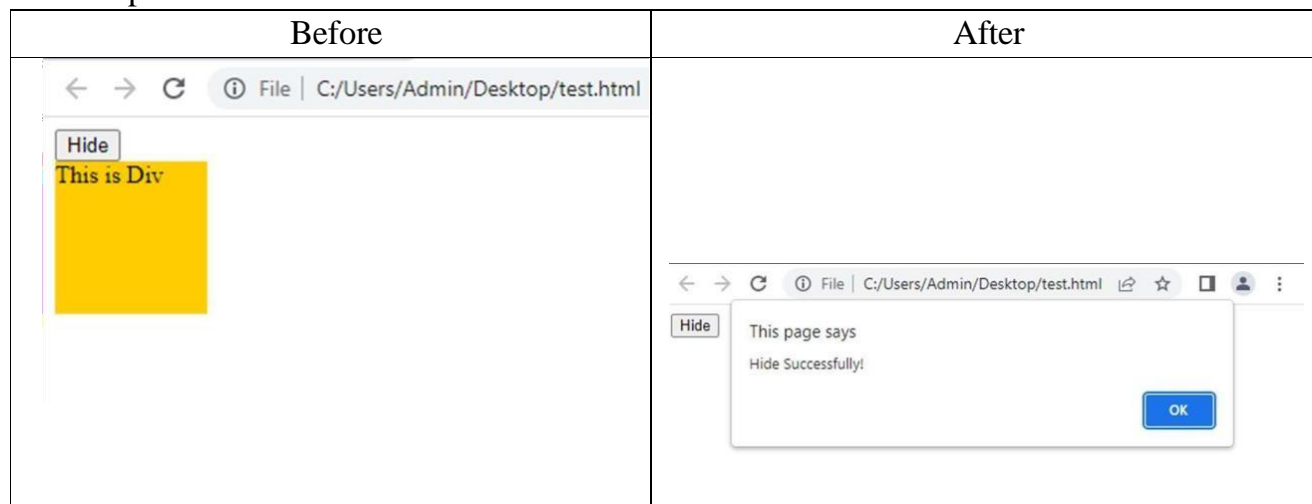 Before
After
File | C:/Users/Admin/Desktop/test.html
Hide
This is Div
File | C:/Users/Admin/Desktop/test.html
Hide
This page says
Hide Successfully!
OK